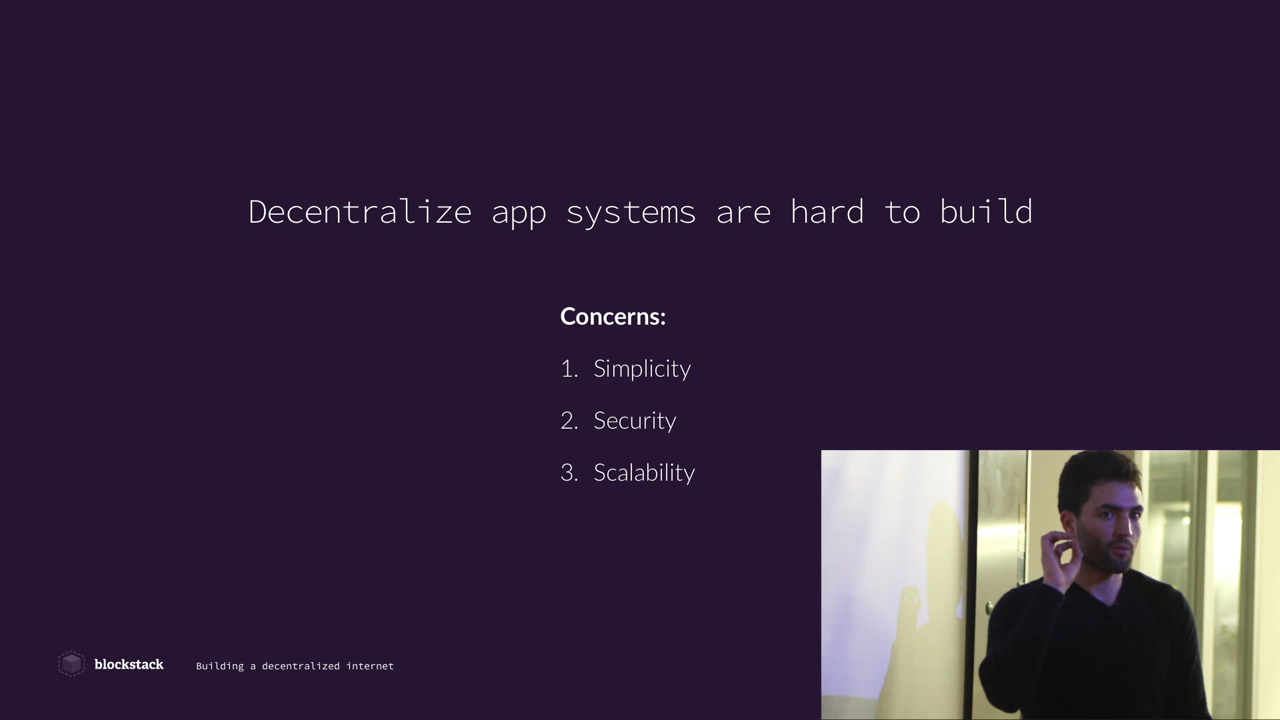 Decentralize app systems are hard to build
Concerns:
1. Simplicity
2. Security
3. Scalability
blockstack
Building a decentralized internet